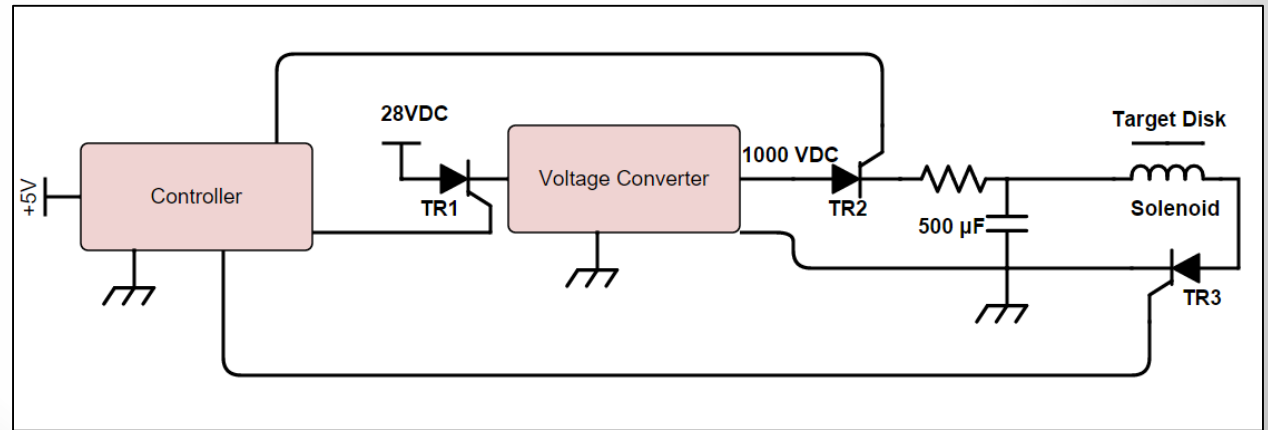 28VDC
Target Disk
1000 VDC
Voltage Converter
+5V
Controller
TR1
TR2
Solenoid
500 µF
TR3